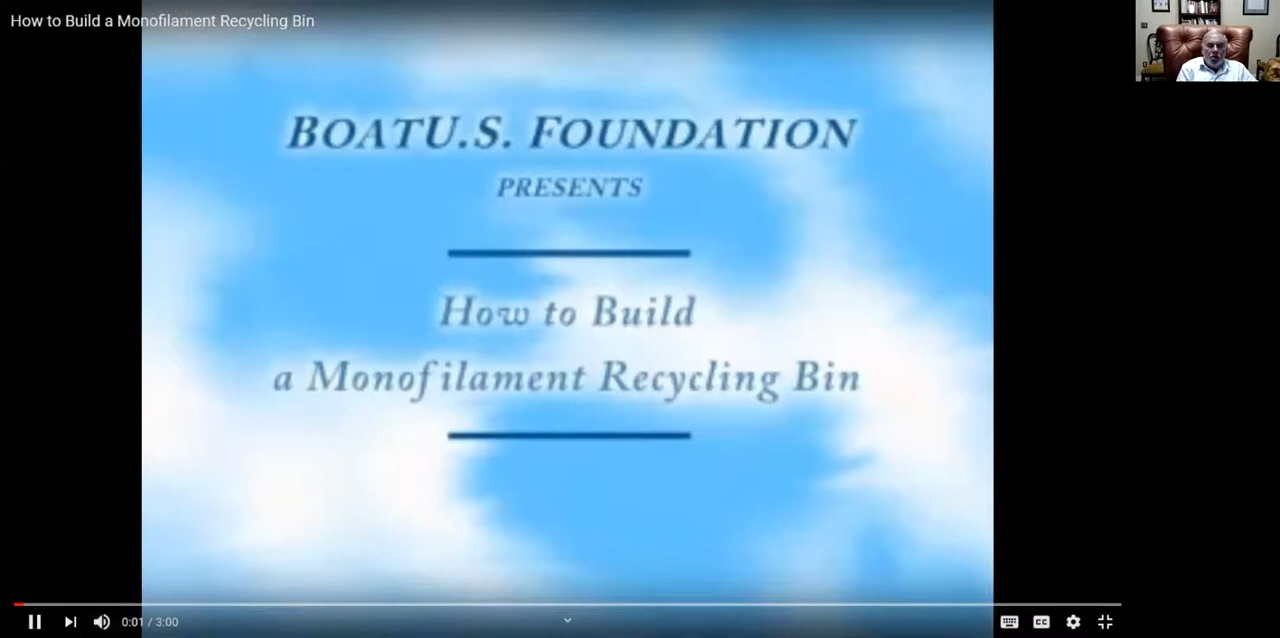 How to Build a Monofilament Recycling Bin
BOATU.S. FOUNDATION
PRESENTS
How to Build
a Monofilament Recycling Bin
0:01 / 3:00
CC